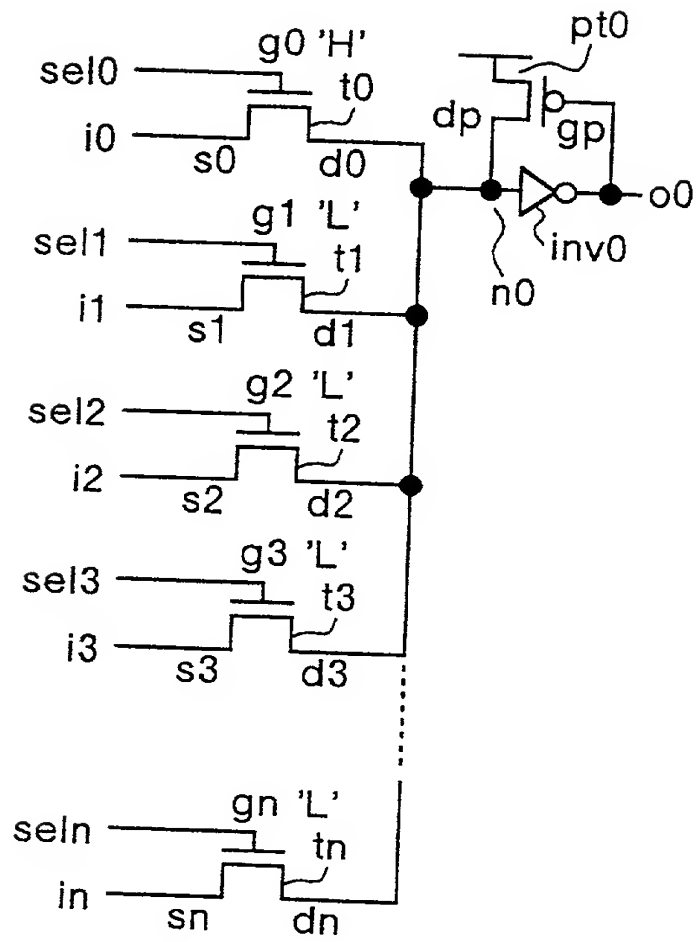 g0 'H'
pt0
sel0
t0
dp
gp
i0
s0
d0
o0
g1 'L'
inv0
sel1
t1
n0
i1
s1
d1
g2 'L'
sel2
t2
i2
s2
d2
g3 'L'
sel3
t3
i3
s3
d3
gn 'L'
seln
tn
in
sn
dn